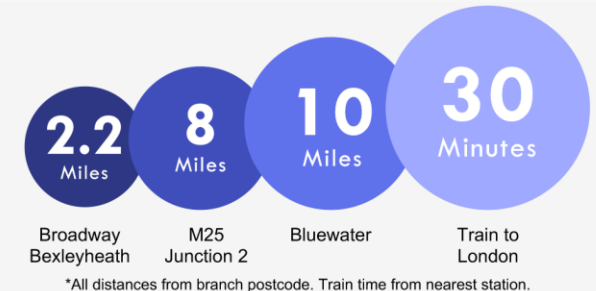 2.2
Miles
8
Miles
10
Miles
30
Minutes
Broadway
Bexleyheath
M25
Junction 2
Bluewater
Train to
London
*All distances from branch postcode. Train time from nearest station.